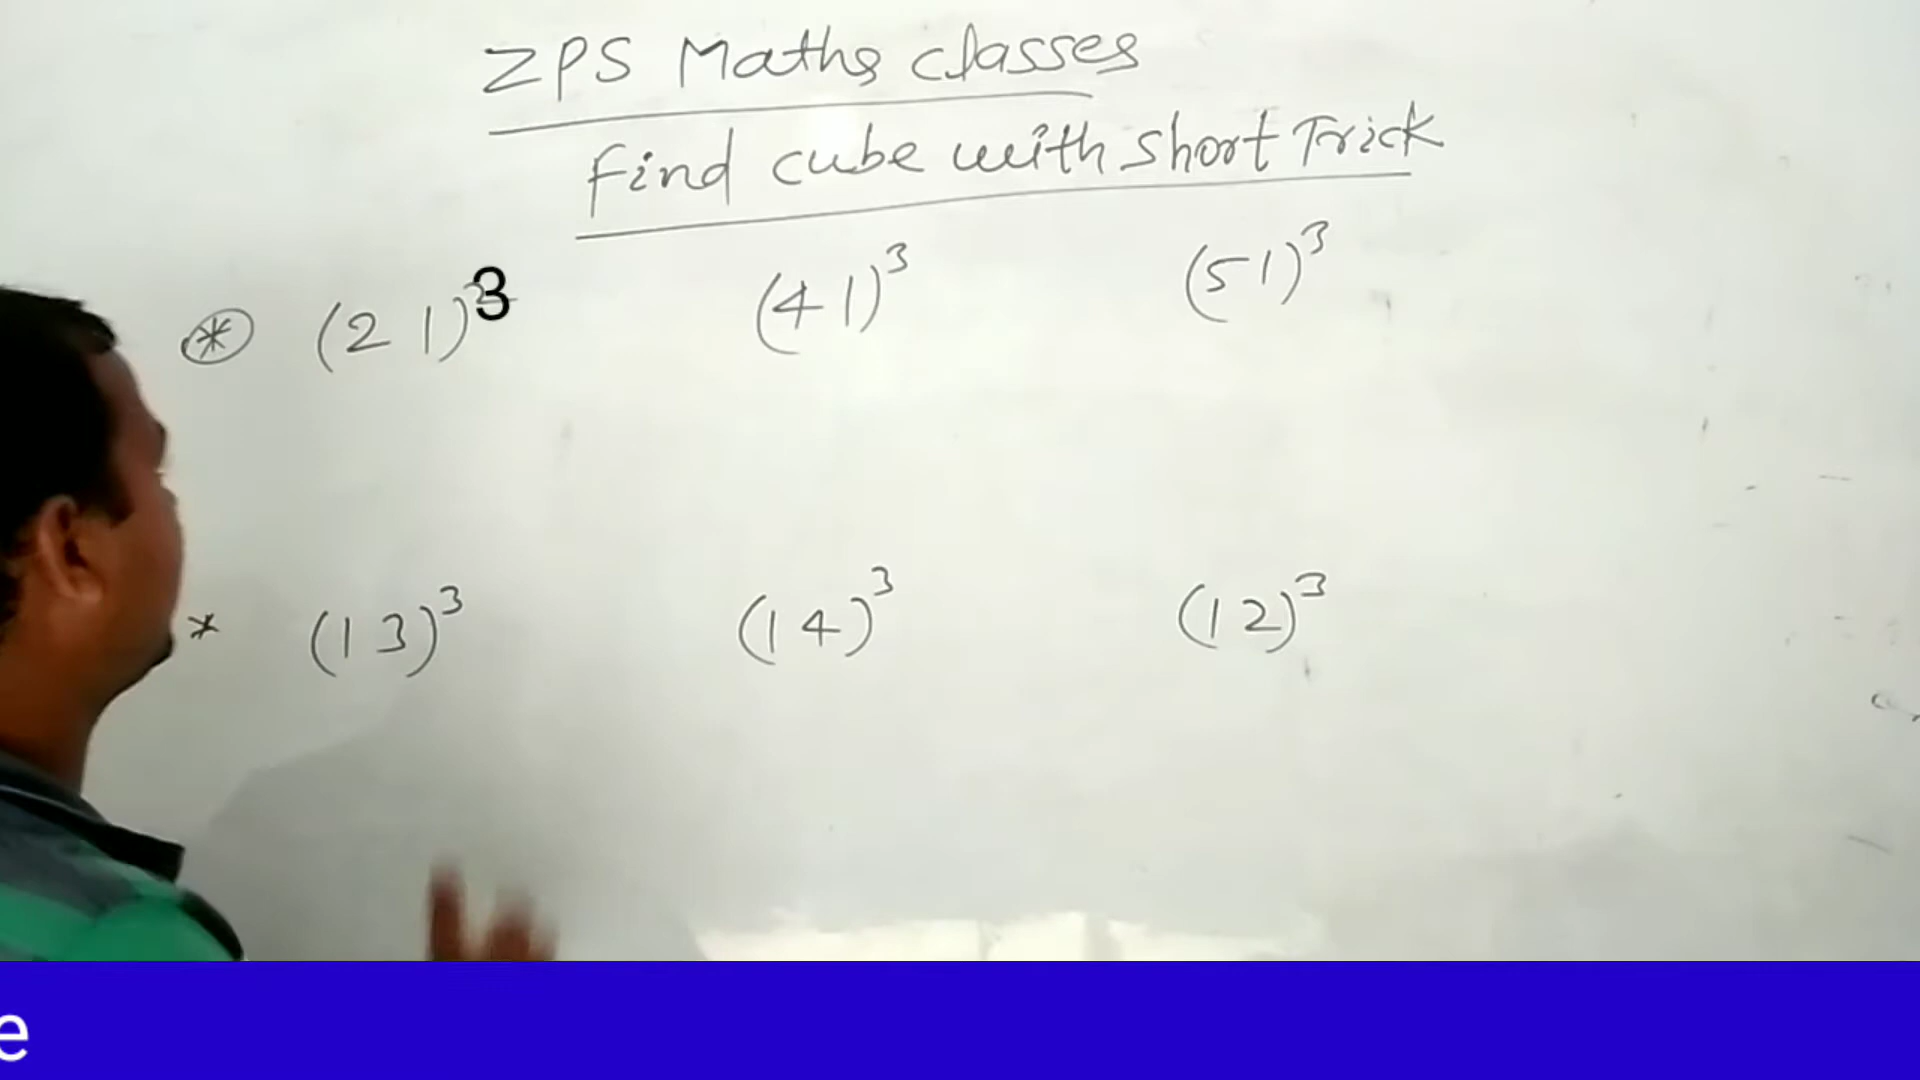 ZPS Maths classes
Find cube with Short Trick
(21)³ (41)³ (51)³
* (13)³ (14)³ (12)³
e